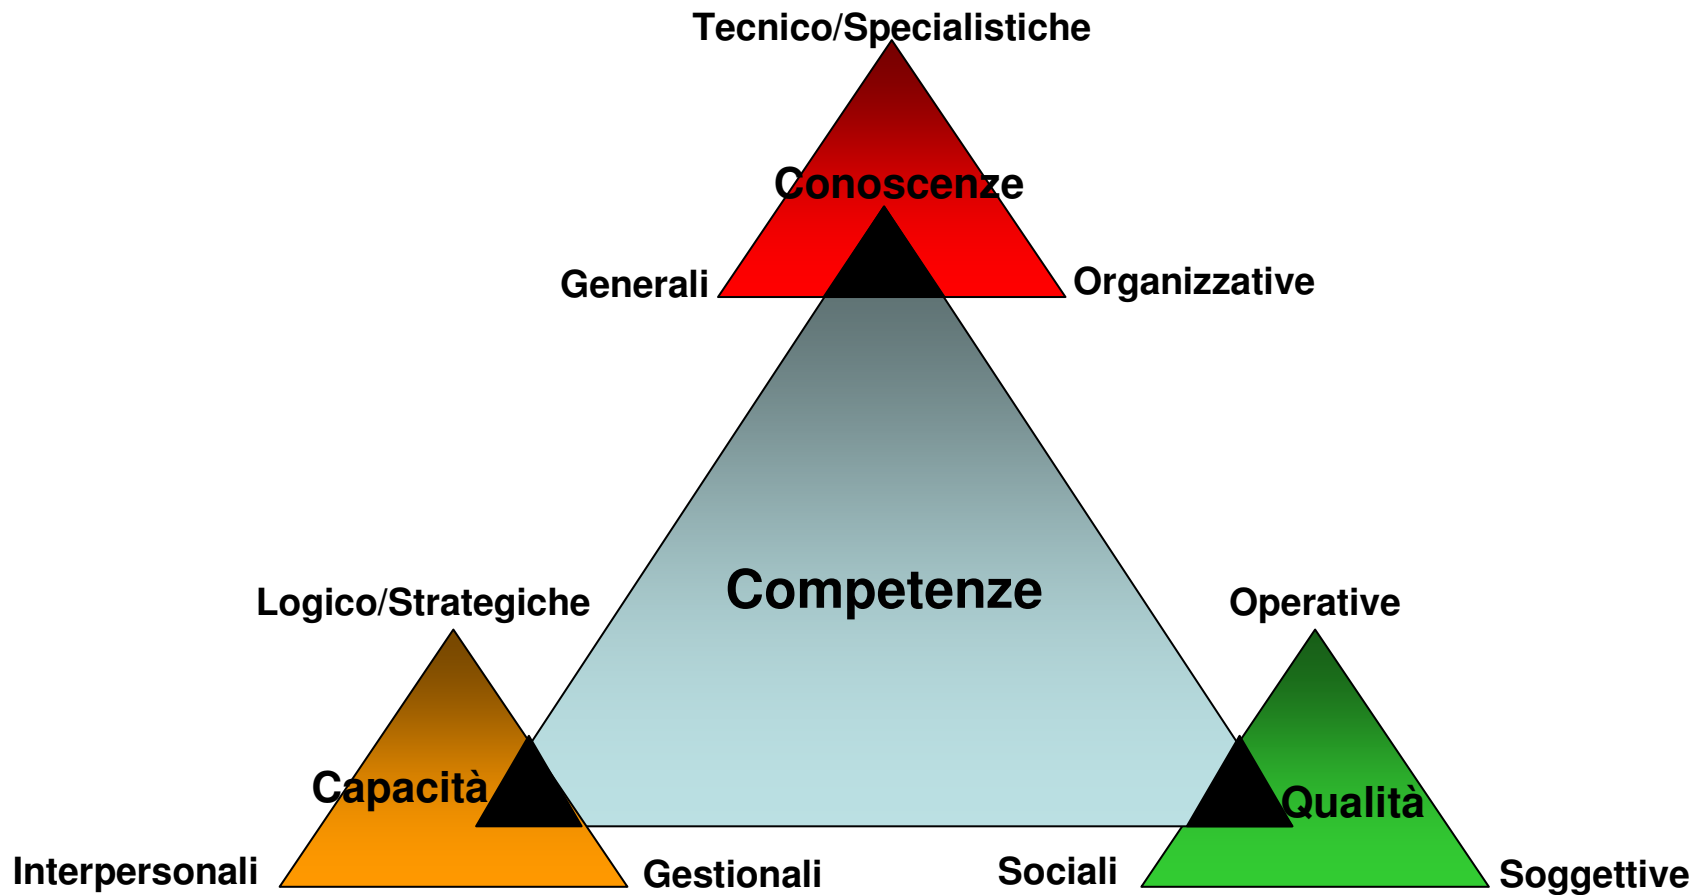 Tecnico/Specialistiche
Conoscenze
Generali
Organizzative
Competenze
Logico/Strategiche
Operative
Capacità
Qualità
Interpersonali
Gestionali
Sociali
Soggettive